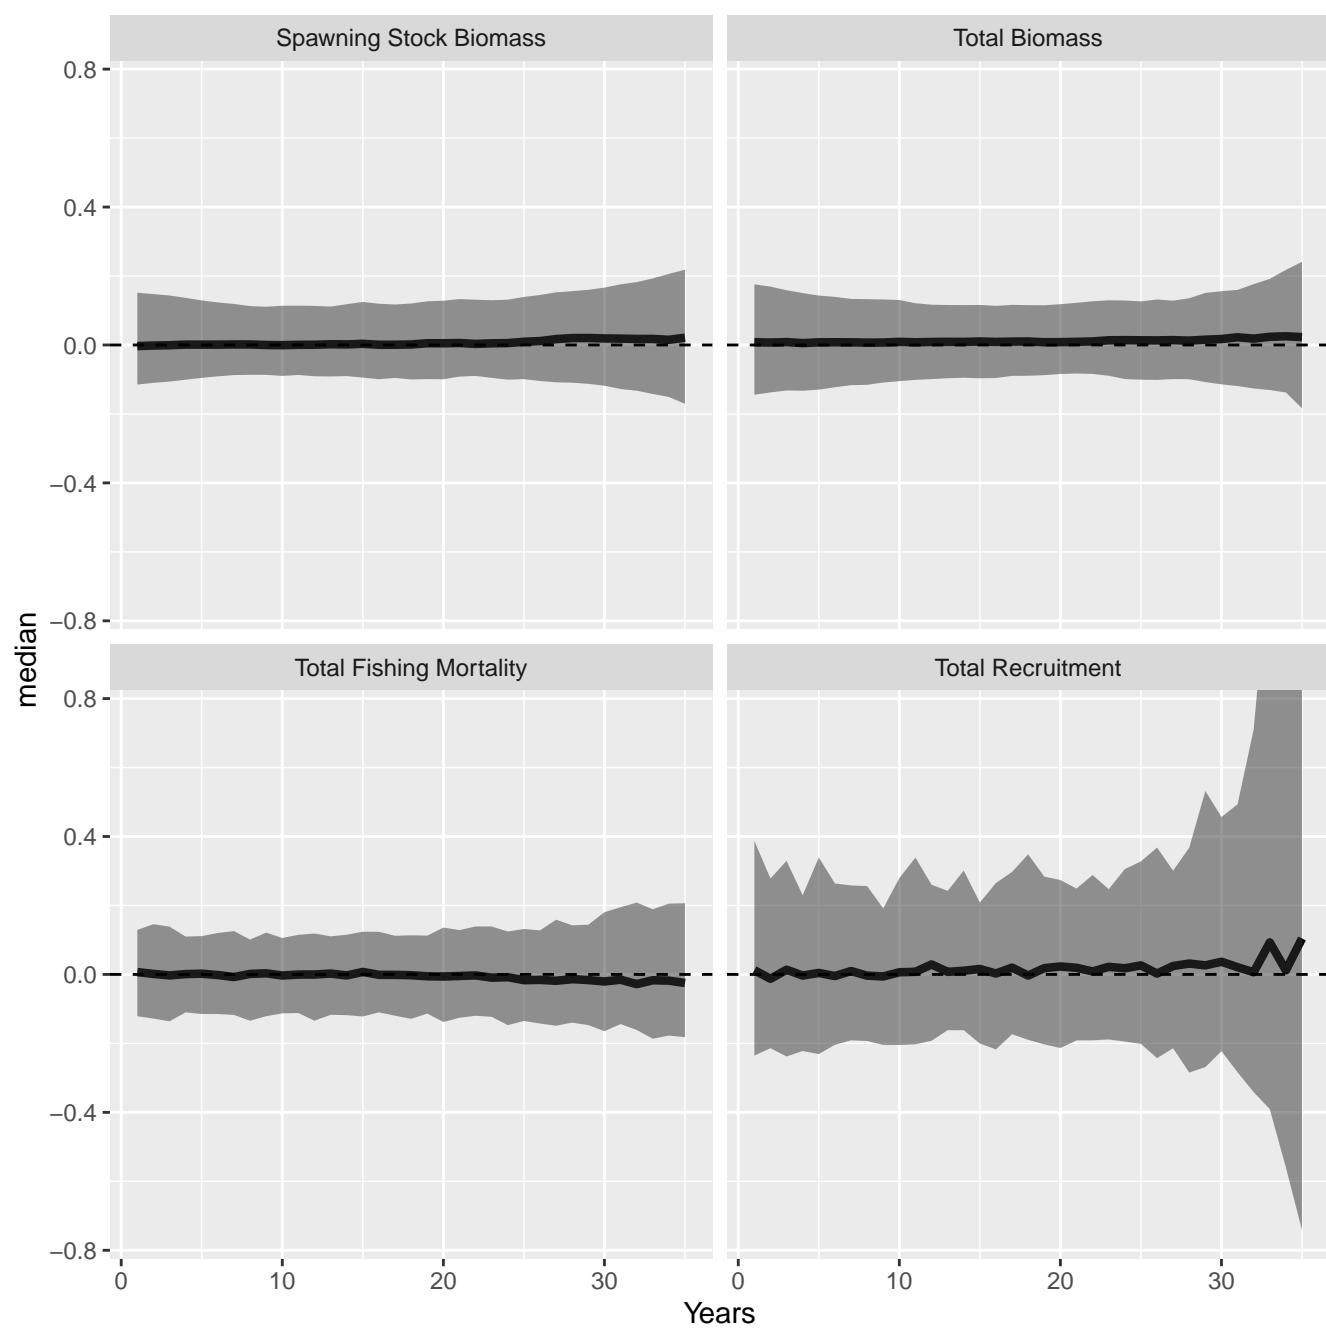 Spawning Stock Biomass
Total Biomass
0.8
0.4
0.0
−0.4
−0.8
Total Fishing Mortality
Total Recruitment
0.8
0.4
0.0
−0.4
−0.8
median
0 10 20 30
0 10 20 30
Years